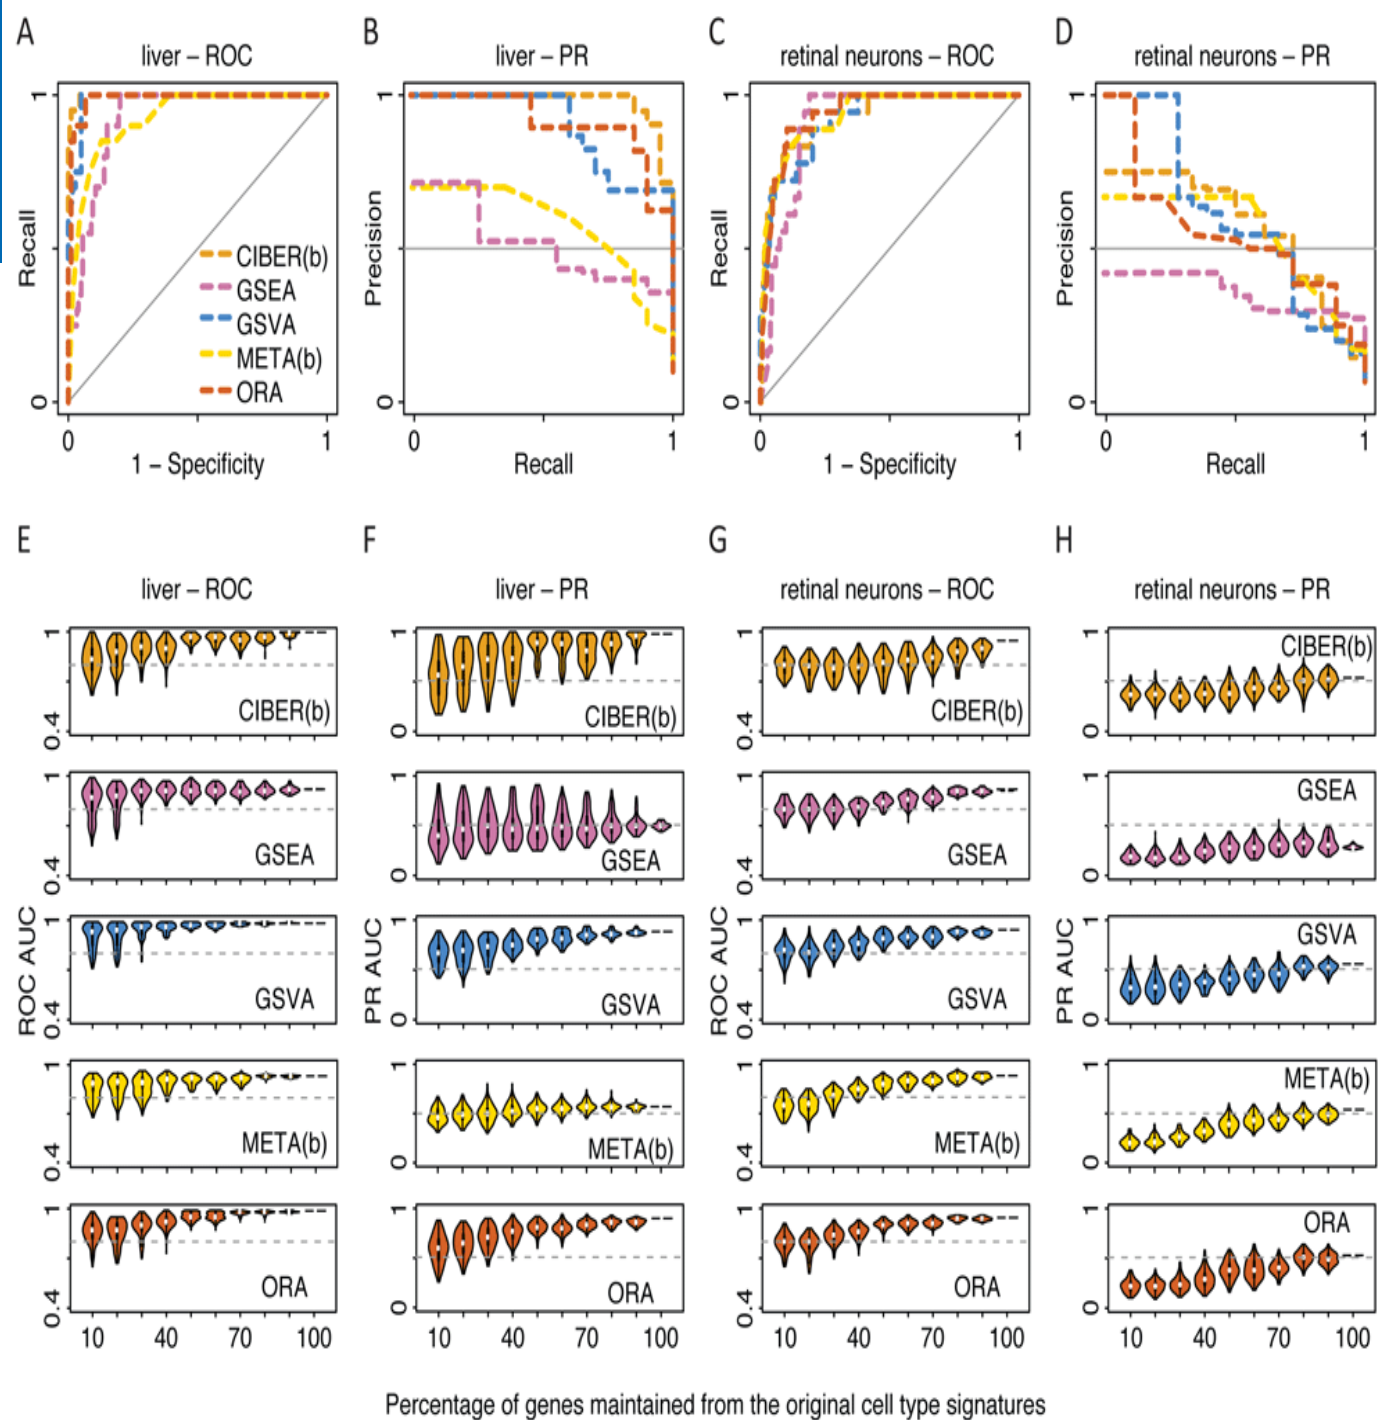 A B C D
liver – ROC liver – PR retinal neurons – ROC retinal neurons – PR
1 1 1 1
Recall Precision Recall Precision
CIBER(b)
GSEA
GSVA
META(b)
ORA
0 0 0 0
0 1 0 1 0 1 0 1
1 – Specificity Recall 1 – Specificity Recall
E F G H
liver – ROC liver – PR retinal neurons – ROC retinal neurons – PR
1 1 1 1
CIBER(b) CIBER(b) CIBER(b) CIBER(b)
0.4 0 0.4 0
1 1 1 1
GSEA GSEA GSEA GSEA
0.4 0 0.4 0
ROC AUC PR AUC ROC AUC PR AUC
1 1 1 1
GSVA GSVA GSVA GSVA
0.4 0 0.4 0
1 1 1 1
META(b) META(b) META(b) META(b)
0.4 0 0.4 0
1 1 1 1
ORA ORA ORA ORA
0.4 0 0.4 0
10 40 70 100 10 40 70 100 10 40 70 100 10 40 70 100
Percentage of genes maintained from the original cell type signatures